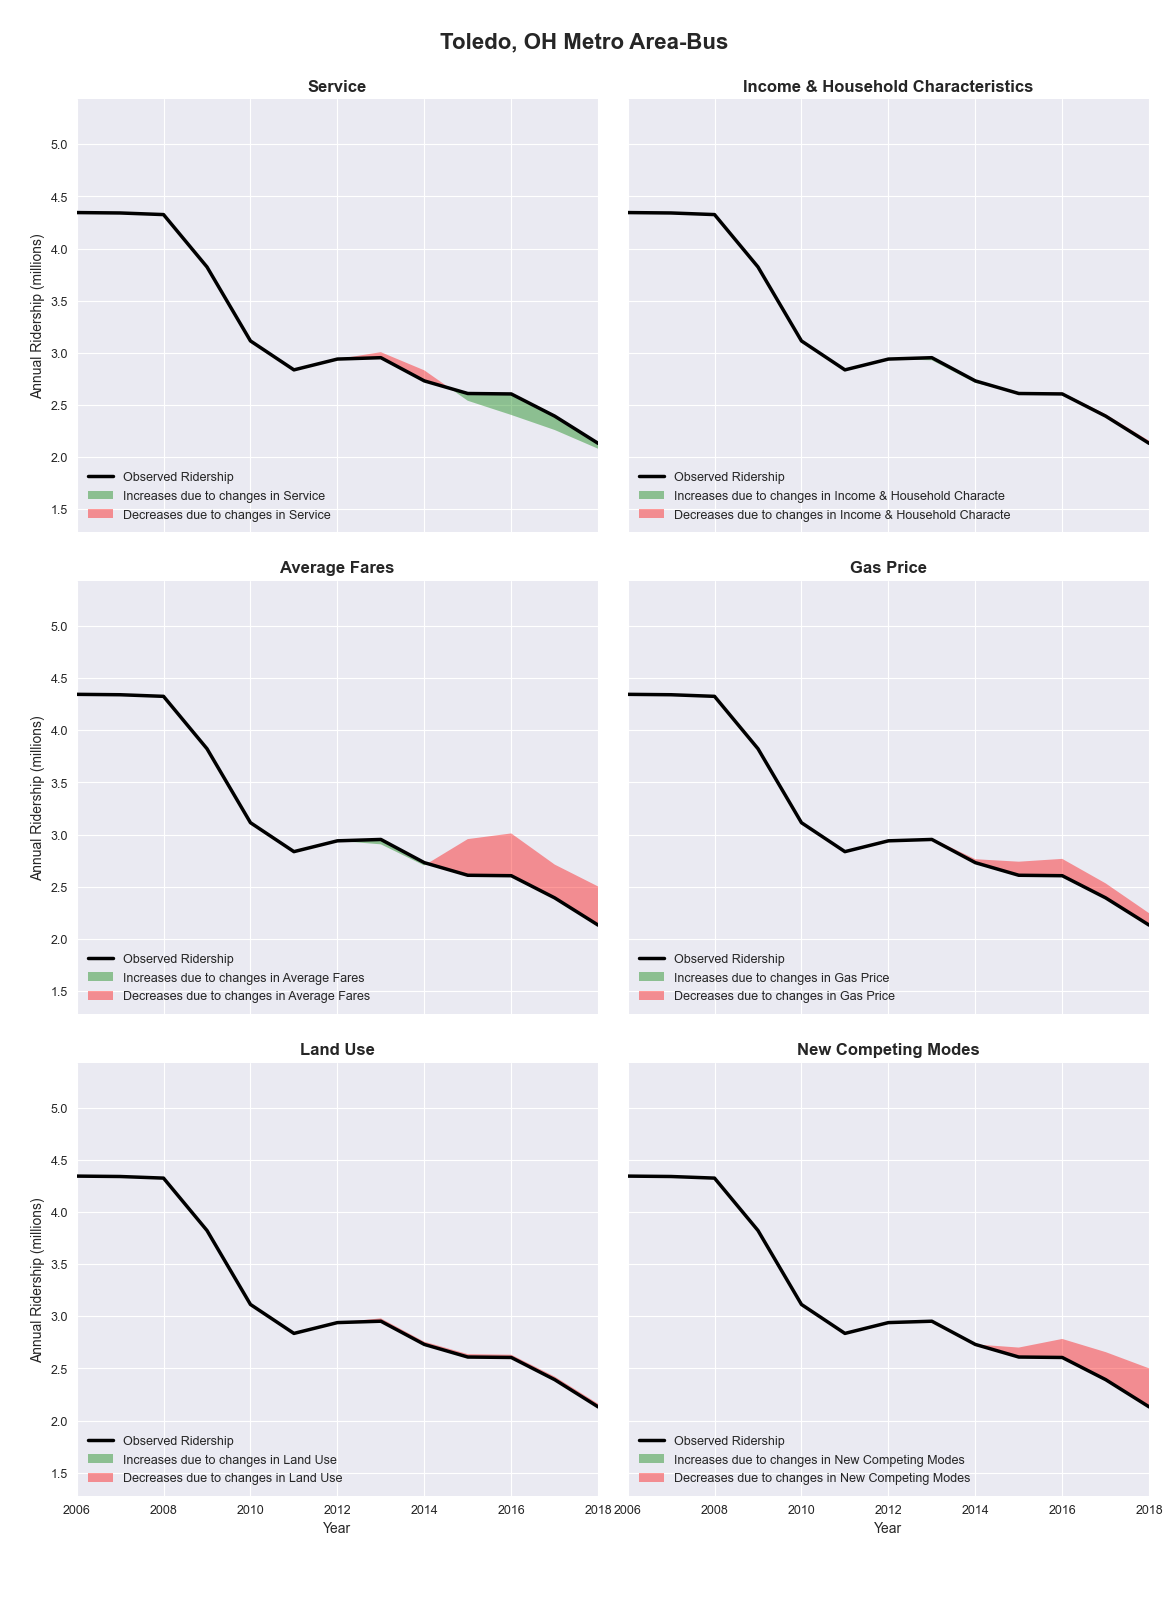 Toledo, OH Metro Area-Bus
Service
Annual Ridership (millions)
5.0
4.5
4.0
3.5
3.0
2.5
2.0
1.5
Observed Ridership
Increases due to changes in Service
Decreases due to changes in Service
Income & Household Characteristics
Observed Ridership
Increases due to changes in Income & Household Characte
Decreases due to changes in Income & Household Characte
Average Fares
Annual Ridership (millions)
5.0
4.5
4.0
3.5
3.0
2.5
2.0
1.5
Observed Ridership
Increases due to changes in Average Fares
Decreases due to changes in Average Fares
Gas Price
Observed Ridership
Increases due to changes in Gas Price
Decreases due to changes in Gas Price
Land Use
Annual Ridership (millions)
5.0
4.5
4.0
3.5
3.0
2.5
2.0
1.5
Observed Ridership
Increases due to changes in Land Use
Decreases due to changes in Land Use
2006 2008 2010 2012 2014 2016 2018
Year
New Competing Modes
Observed Ridership
Increases due to changes in New Competing Modes
Decreases due to changes in New Competing Modes
2006 2008 2010 2012 2014 2016 2018
Year